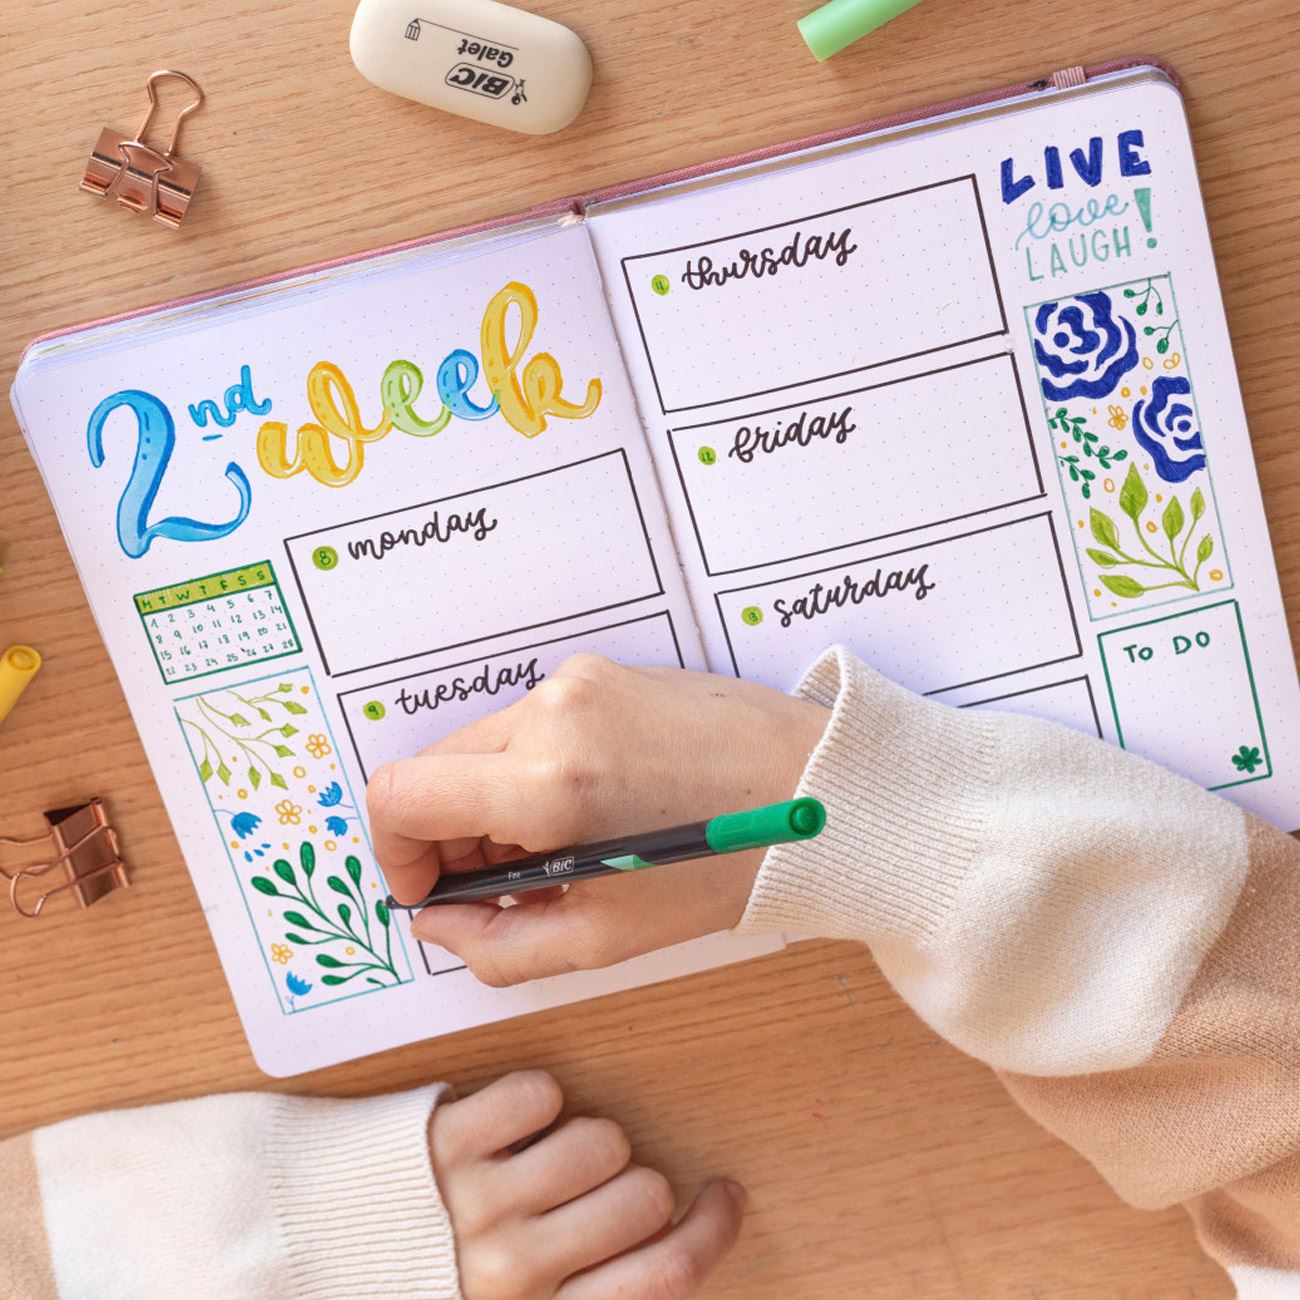 Galet
BIC
2nd week
M T W T F S S
1 2 3 4 5 6 7
8 9 10 11 12 13 14
15 16 17 18 19 20 21
22 23 24 25 26 27 28
8 monday
9 tuesday
11 thursday
12 friday
13 saturday
LIVE
love
LAUGH!
TO DO
Fine BIC